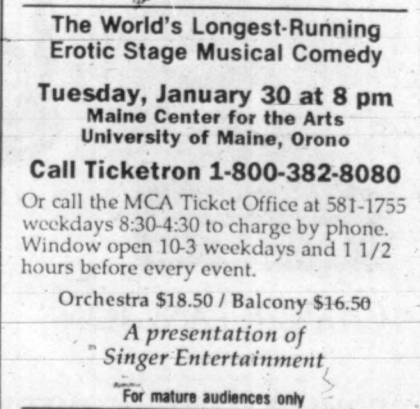 The World's Longest-Running
Erotic Stage Musical Comedy
Tuesday, January 30 at 8 pm
Maine Center for the Arts
University of Maine, Orono
Call Ticketron 1-800-382-8080
Or call the MCA Ticket Office at 581-1755
weekdays 8:30-4:30 to charge by phone.
Window open 10-3 weekdays and 1 1/2
hours before every event.
Orchestra $18.50 / Balcony $16.50
A presentation of
Singer Entertainment
For mature audiences only